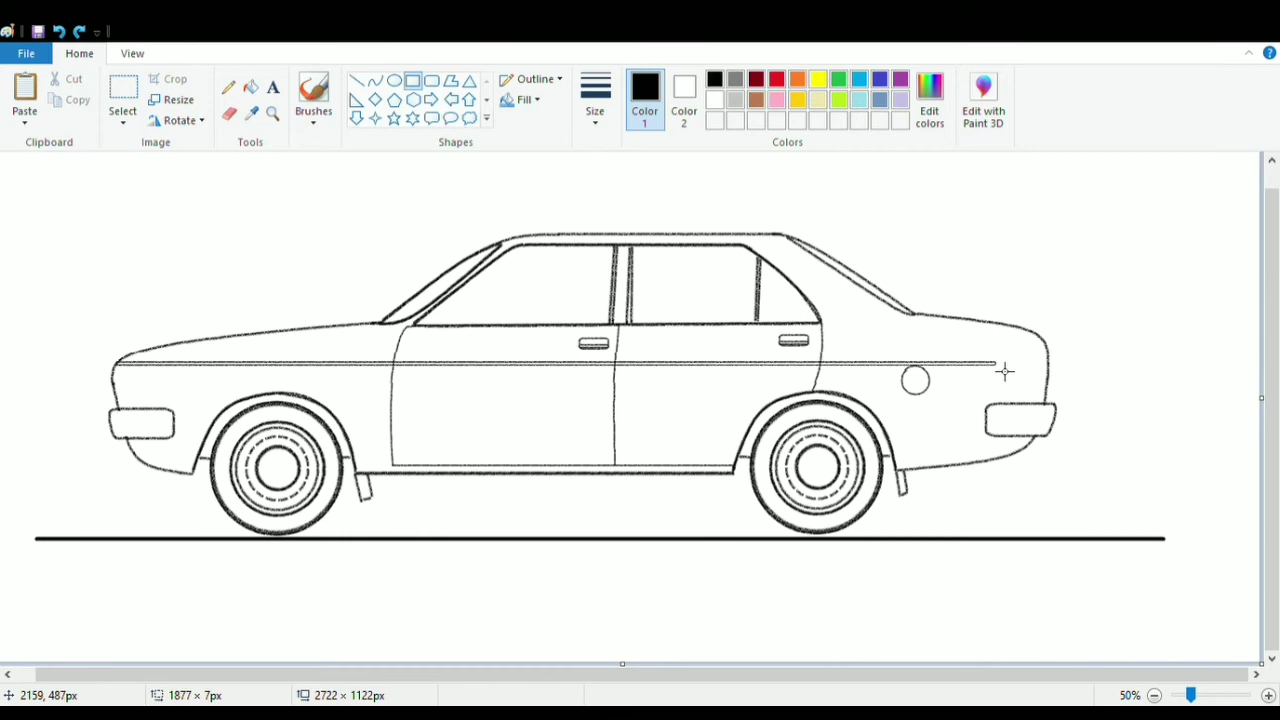 File Home View
Paste
Cut
Copy
Clipboard
Select
Crop
Resize
Rotate
Image
Tools
Brushes
Shapes
Outline
Fill
Size
Color
1
Color
2
Colors
Edit
colors
Edit with
Paint 3D
2159, 487px 1877 × 7px 2722 × 1122px 50%